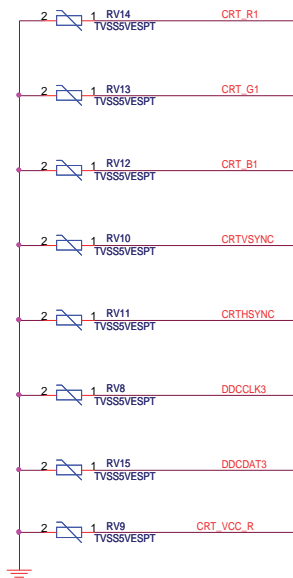 2 1 RV14 CRT_R1
TVSS5VESPT
2 1 RV13 CRT_G1
TVSS5VESPT
2 1 RV12 CRT_B1
TVSS5VESPT
2 1 RV10 CRTVSYNC
TVSS5VESPT
2 1 RV11 CRTHSYNC
TVSS5VESPT
2 1 RV8 DDCCLK3
TVSS5VESPT
2 1 RV15 DDCDAT3
TVSS5VESPT
2 1 RV9 CRT_VCC_R
TVSS5VESPT